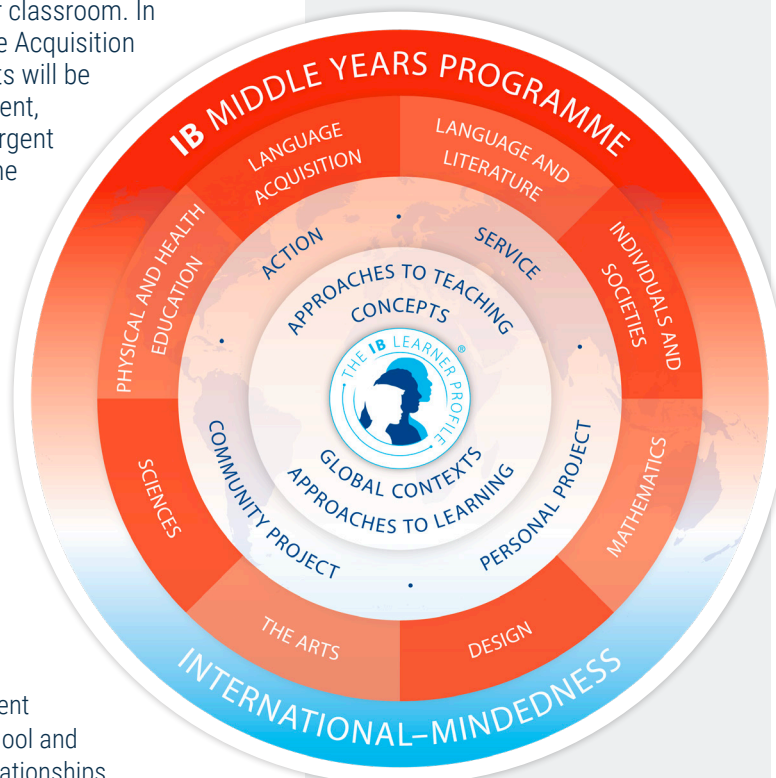 r classroom. In
e Acquisition
ts will be
ent,
rgent
ne
IB MIDDLE YEARS PROGRAMME
LANGUAGE
ACQUISITION
LANGUAGE AND
LITERATURE
PHYSICAL AND HEALTH
EDUCATION
INDIVIDUALS AND
SOCIETIES
ACTION
SERVICE
APPROACHES TO TEACHING
CONCEPTS
THE IB LEARNER PROFILE®
GLOBAL CONTEXTS
APPROACHES TO LEARNING
COMMUNITY PROJECT
PERSONAL PROJECT
SCIENCES
MATHEMATICS
THE ARTS
DESIGN
INTERNATIONAL–MINDEDNESS
ent
ool and
ationships